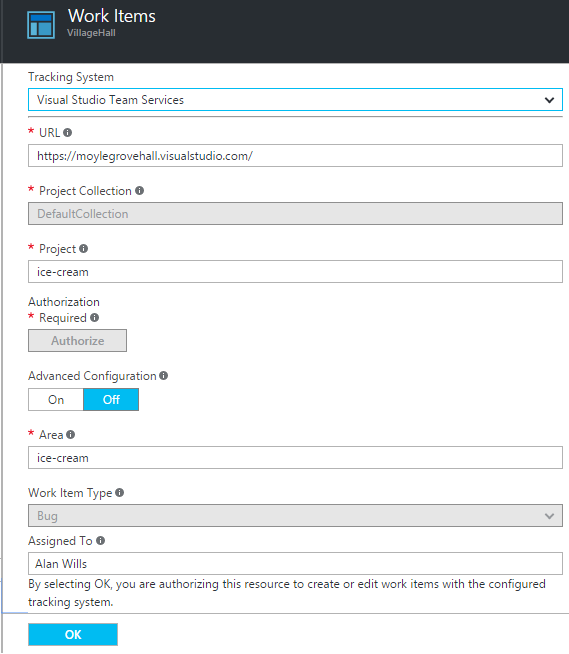 Work Items
VillageHall
Tracking System
Visual Studio Team Services
* URL
https://moylegrovehall.visualstudio.com/
* Project Collection
DefaultCollection
* Project
ice-cream
Authorization
* Required
Authorize
Advanced Configuration
On Off
* Area
ice-cream
Work Item Type
Bug
Assigned To
Alan Wills
By selecting OK, you are authorizing this resource to create or edit work items with the configured
tracking system.
OK